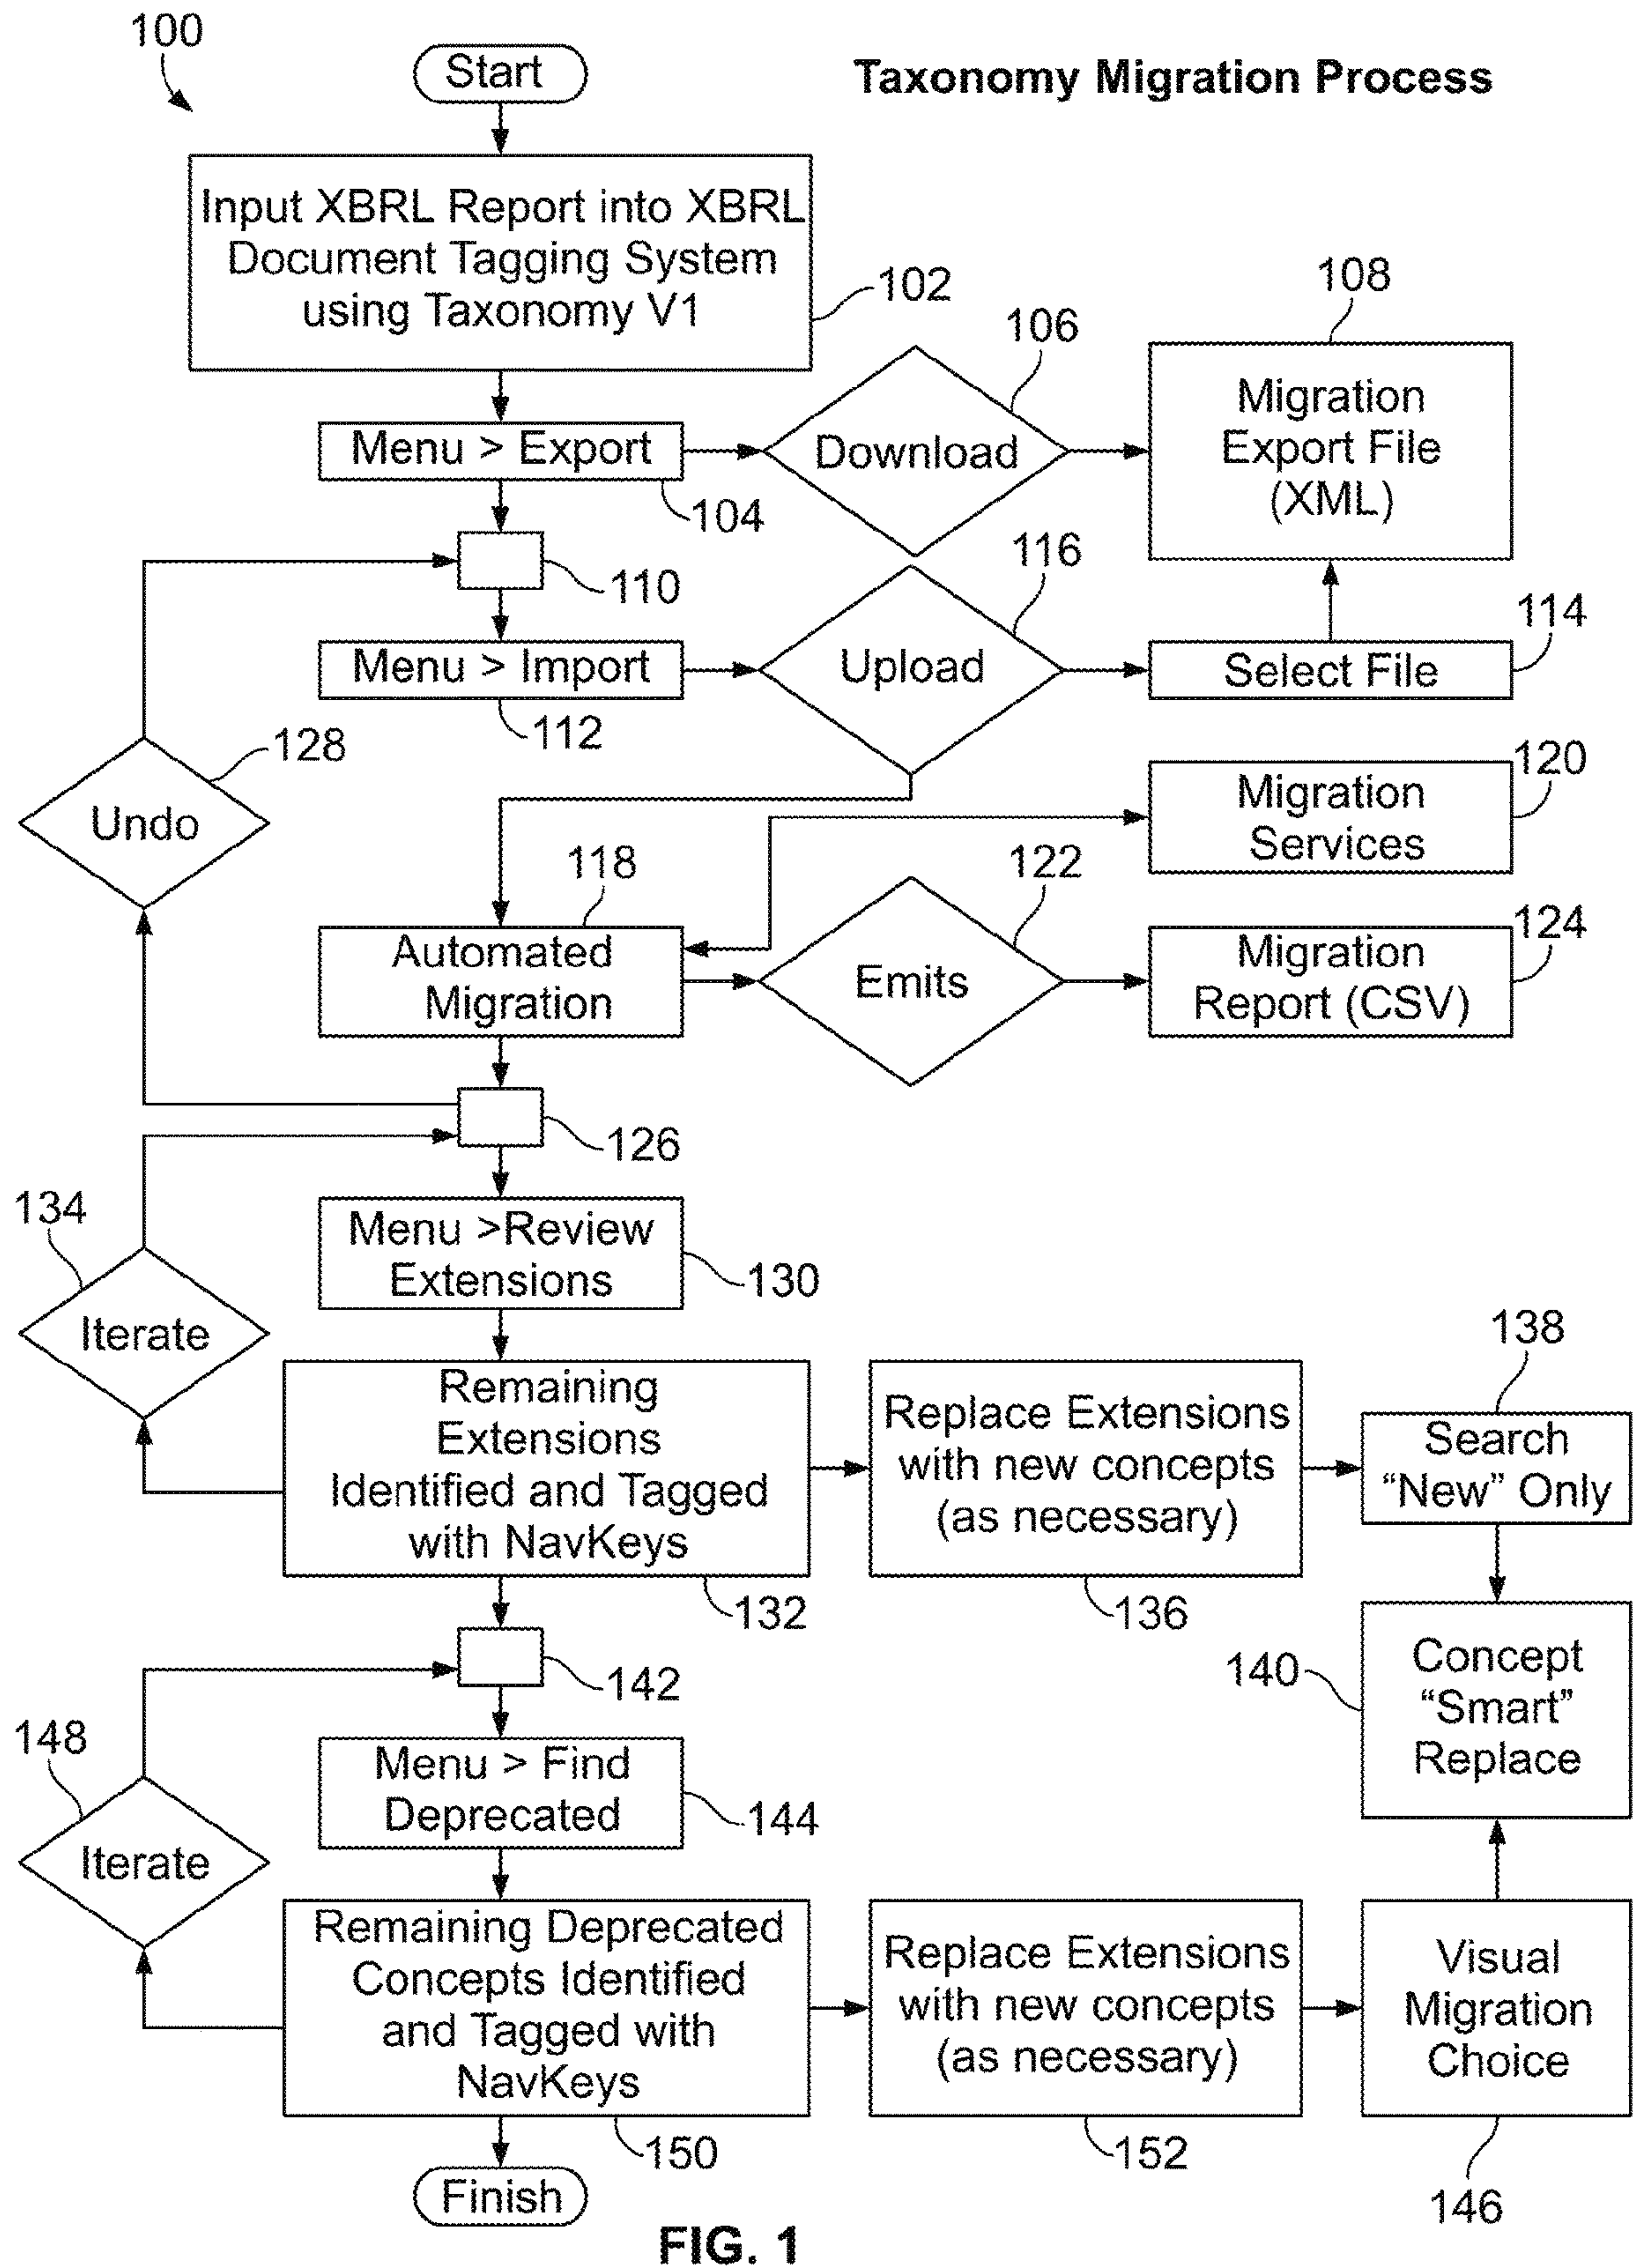 100
Start
Taxonomy Migration Process
Input XBRL Report into XBRL
Document Tagging System
using Taxonomy V1
102
106
108
Menu > Export
104
Download
Migration
Export File
(XML)
110
116
Menu > Import
112
Upload
Select File
114
128
Undo
Migration
Services
120
118
122
Automated
Migration
Emits
Migration
Report (CSV)
124
126
134
Menu >Review
Extensions
130
Iterate
Remaining
Extensions
Identified and Tagged
with NavKeys
132
Replace Extensions
with new concepts
(as necessary)
136
138
Search
“New” Only
142
140
Concept
“Smart”
Replace
148
Menu > Find
Deprecated
144
Iterate
Remaining Deprecated
Concepts Identified
and Tagged with
NavKeys
150
Replace Extensions
with new concepts
(as necessary)
152
Visual
Migration
Choice
146
Finish
FIG. 1